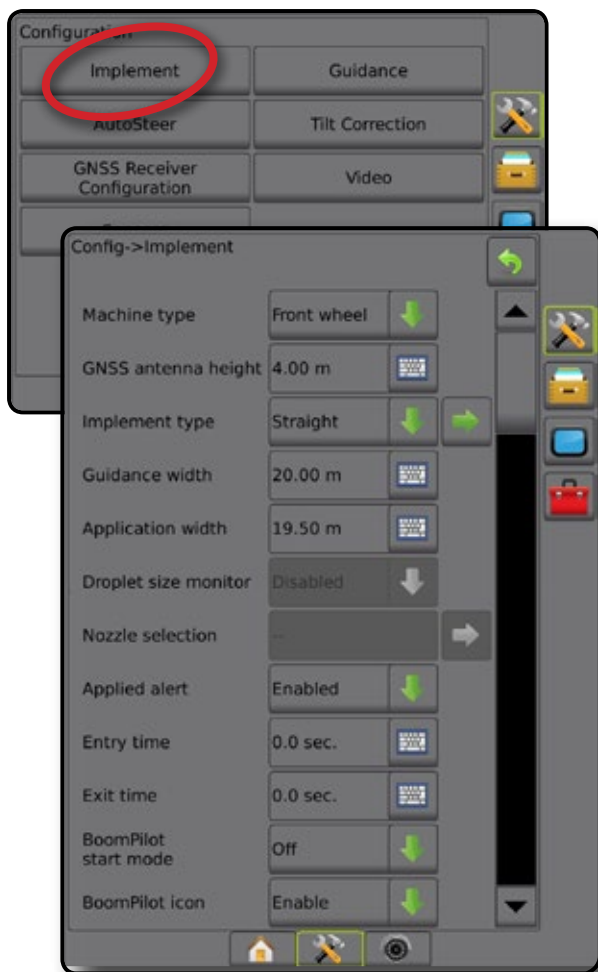 Configuration
Implement
Guidance
AutoSteer
Tilt Correction
GNSS Receiver
Configuration
Video
Config->Implement
Machine type
Front wheel
GNSS antenna height
4.00 m
Implement type
Straight
Guidance width
20.00 m
Application width
19.50 m
Droplet size monitor
Disabled
Nozzle selection
--
Applied alert
Enabled
Entry time
0.0 sec.
Exit time
0.0 sec.
BoomPilot
start mode
Off
BoomPilot icon
Enable